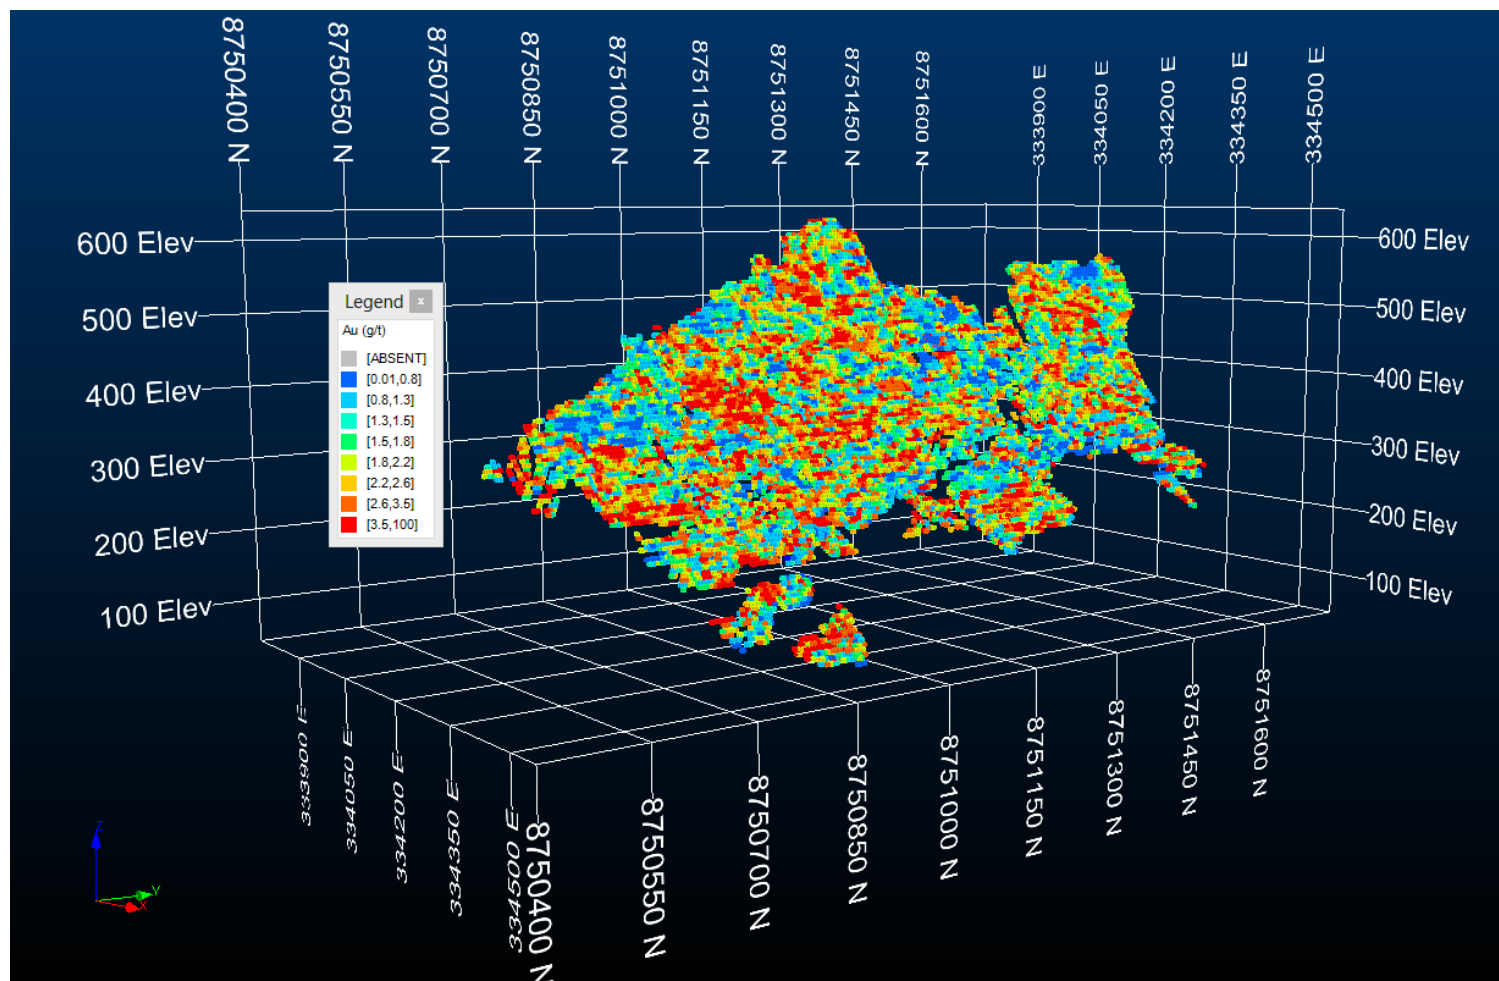 8750400 N
8750550 N
8750700 N
8750850 N
8751000 N
8751150 N
8751300 N
8751450 N
8751600 N
333900 E
334050 E
334200 E
334350 E
334500 E
600 Elev
500 Elev
400 Elev
300 Elev
200 Elev
100 Elev
Legend x
Au (g/t)
[ABSENT]
[0.01,0.8]
[0.8,1.3]
[1.3,1.5]
[1.5,1.8]
[1.8,2.2]
[2.2,2.6]
[2.6,3.5]
[3.5,100]
600 Elev
500 Elev
400 Elev
300 Elev
200 Elev
100 Elev
333900 E
334050 E
334200 E
334350 E
334500 E
8750400 N
8750550 N
8750700 N
8750850 N
8751000 N
8751150 N
8751300 N
8751450 N
8751600 N
Z
Y
X